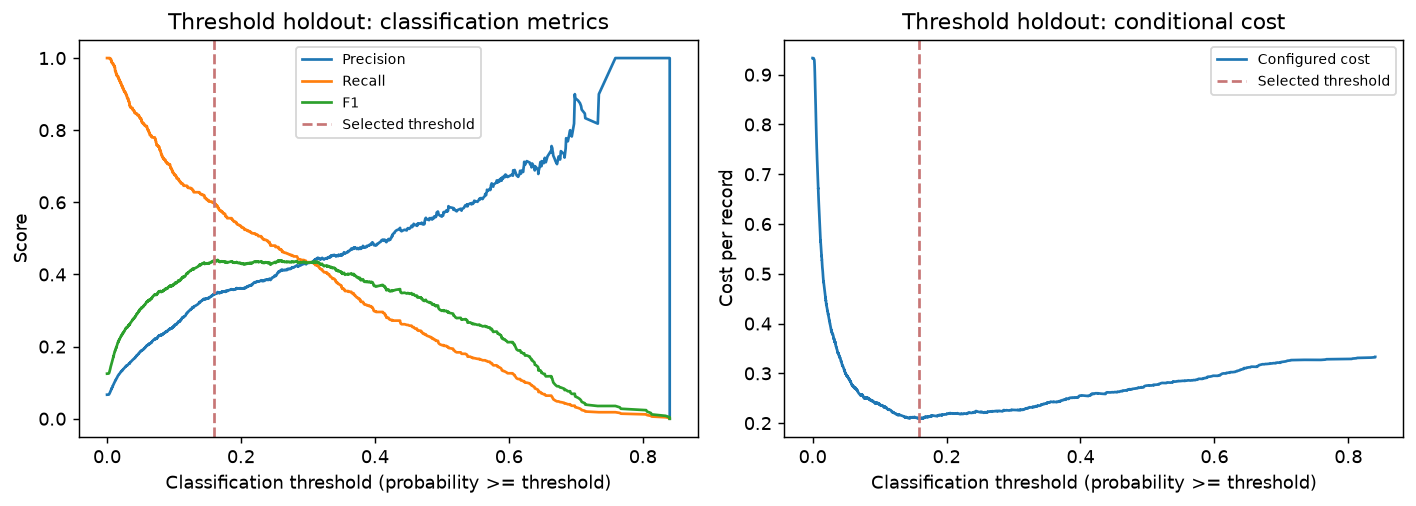 Threshold holdout: classification metrics
1.0
0.8
0.6
0.4
0.2
0.0
Score
Precision
Recall
F1
Selected threshold
0.0 0.2 0.4 0.6 0.8
Classification threshold (probability >= threshold)
Threshold holdout: conditional cost
0.9
0.8
0.7
0.6
0.5
0.4
0.3
0.2
Cost per record
Configured cost
Selected threshold
0.0 0.2 0.4 0.6 0.8
Classification threshold (probability >= threshold)